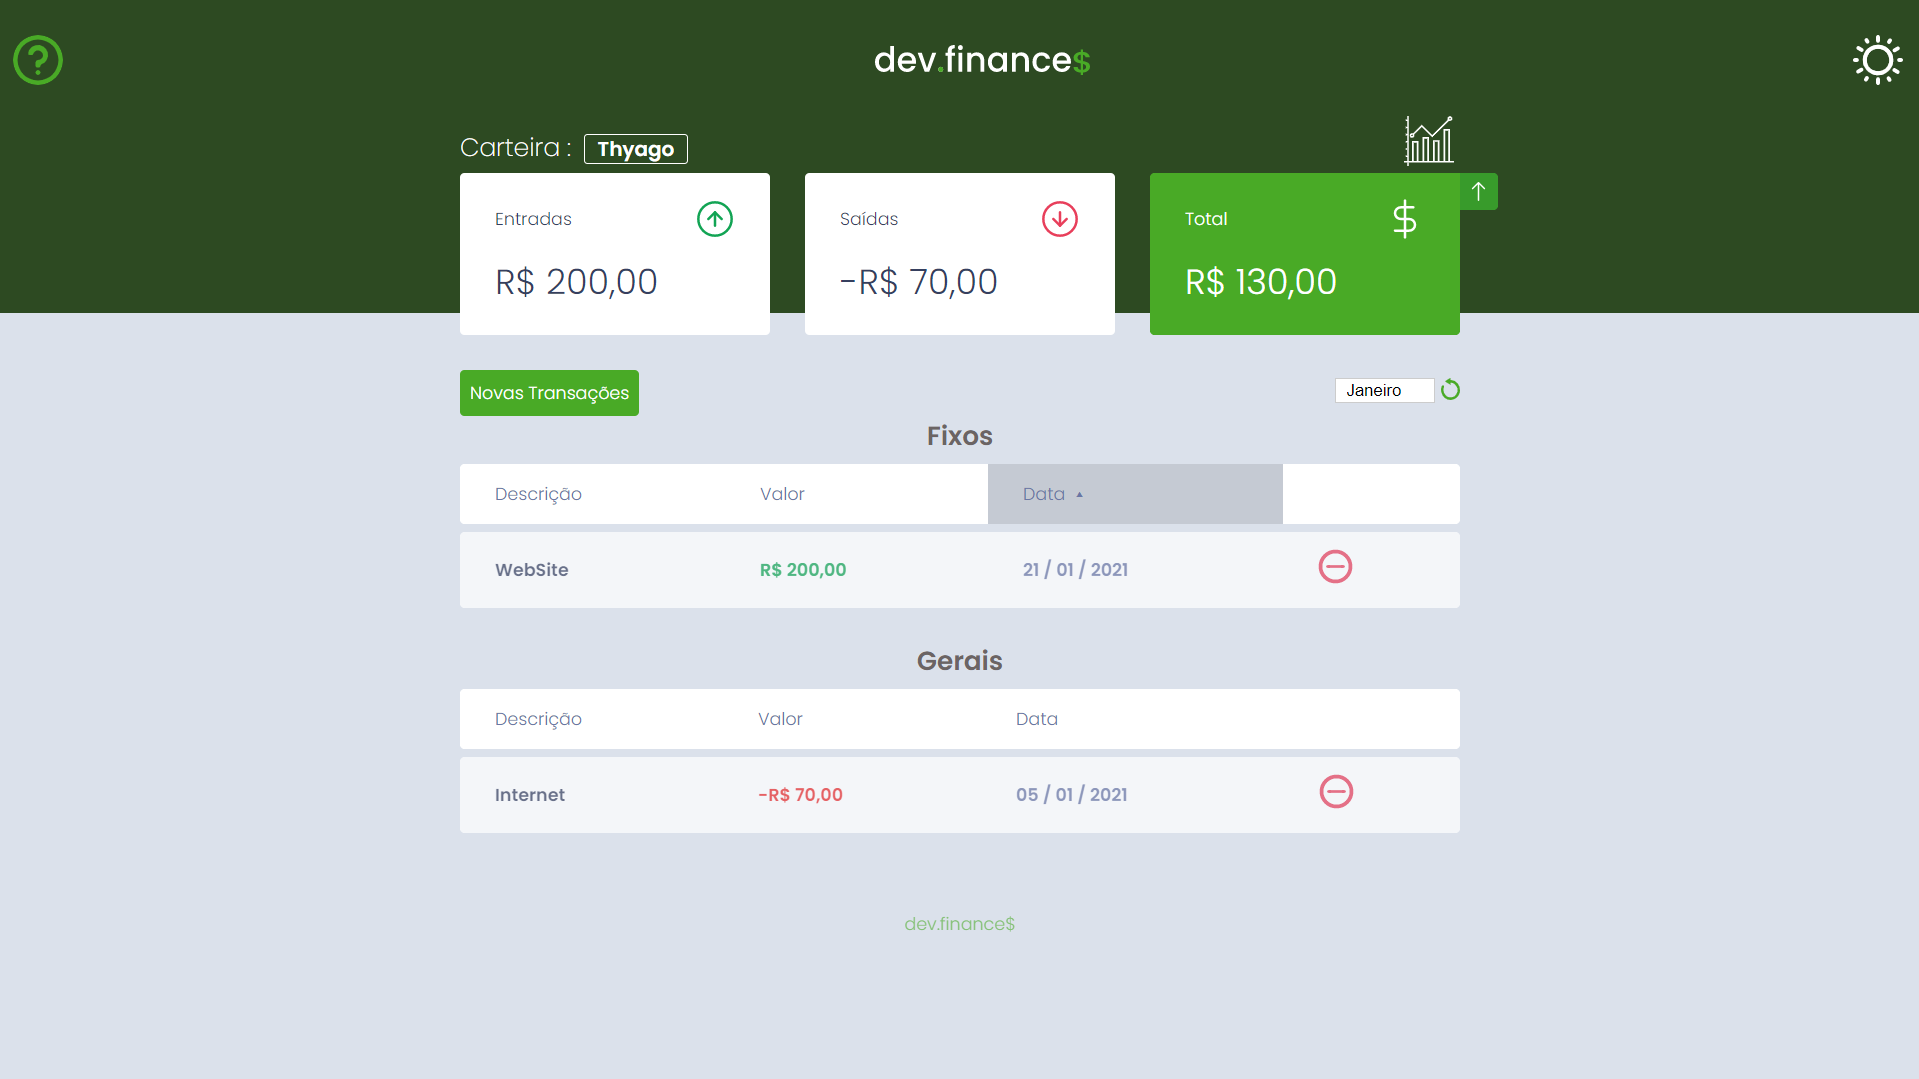 dev.finance$
Carteira : Thyago
Entradas
R$ 200,00
Saídas
-R$ 70,00
Total
R$ 130,00
Novas Transações
Janeiro
Fixos
Descrição Valor Data ▲
WebSite R$ 200,00 21 / 01 / 2021
Gerais
Descrição Valor Data
Internet -R$ 70,00 05 / 01 / 2021
dev.finance$